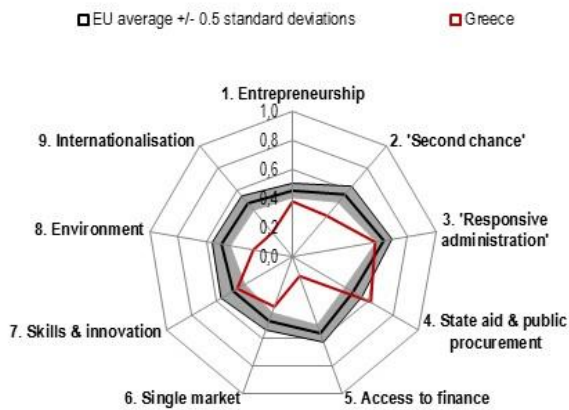 EU average +/- 0.5 standard deviations
Greece
1. Entrepreneurship
1,0
0,8
0,6
0,4
0,2
0,0
2. 'Second chance'
3. 'Responsive
administration'
4. State aid & public
procurement
5. Access to finance
6. Single market
7. Skills & innovation
8. Environment
9. Internationalisation